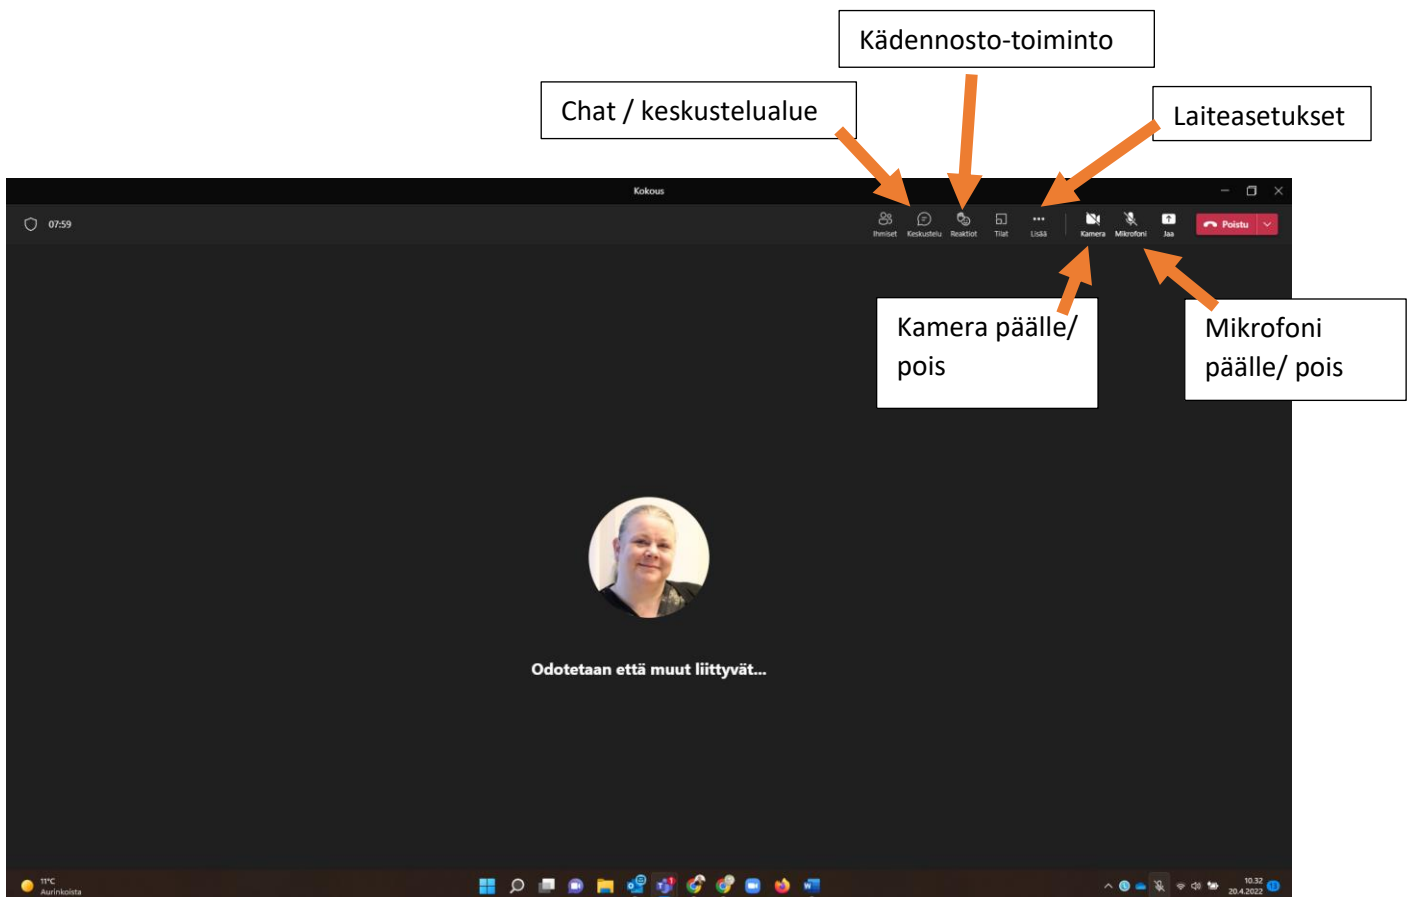 Kädennosto-toiminto
Chat / keskustelualue
Laiteasetukset
Kokous
07:59
Ihmiset Keskustelu Reaktiot Tilat Lisää Kamera Mikrofoni Jaa Poistu
Kamera päälle/
pois
Mikrofoni
päälle/ pois
Odotetaan että muut liittyvät...
11°C
Aurinkoista
10.32
20.4.2022